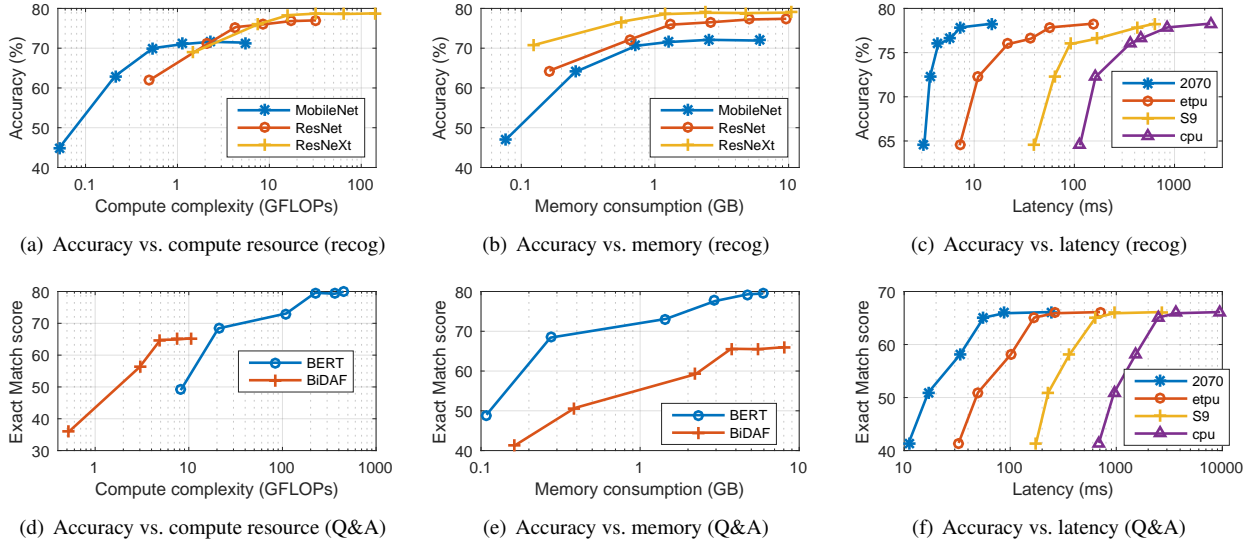 Accuracy (%)
80
70
60
50
40
MobileNet
ResNet
ResNeXt
0.1 1 10 100
Compute complexity (GFLOPs)
(a) Accuracy vs. compute resource (recog)
Accuracy (%)
80
70
60
50
40
MobileNet
ResNet
ResNeXt
0.1 1 10
Memory consumption (GB)
(b) Accuracy vs. memory (recog)
Accuracy (%)
75
70
65
2070
etpu
S9
cpu
10 100 1000
Latency (ms)
(c) Accuracy vs. latency (recog)
Exact Match score
80
70
60
50
40
30
BERT
BiDAF
1 10 100 1000
Compute complexity (GFLOPs)
(d) Accuracy vs. compute resource (Q&A)
Exact Match score
80
70
60
50
40
BERT
BiDAF
0.1 1 10
Memory consumption (GB)
(e) Accuracy vs. memory (Q&A)
Exact Match score
70
60
50
40
2070
etpu
S9
cpu
10 100 1000 10000
Latency (ms)
(f) Accuracy vs. latency (Q&A)